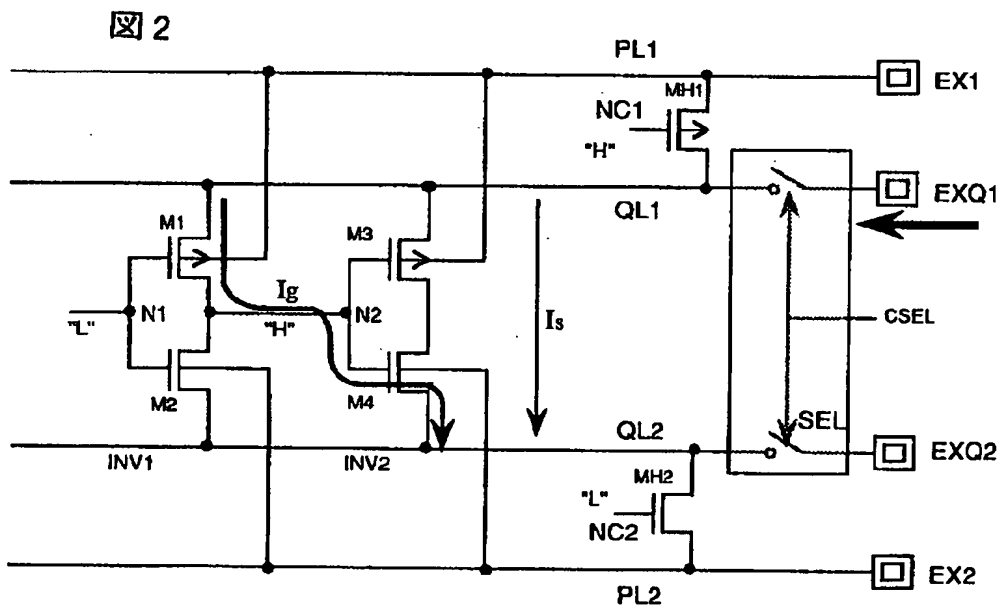 図2
PL1
EX1
MH1
NC1
"H"
QL1
EXQ1
M1
M3
Ig
Is
N1
N2
"L"
"H"
CSEL
M2
M4
SEL
QL2
EXQ2
INV1
INV2
MH2
"L"
NC2
EX2
PL2